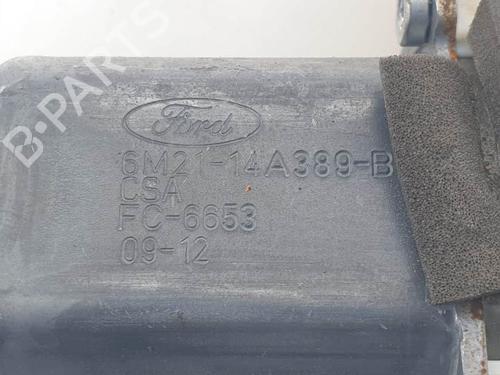 Ford
6M21-14A389-B
CSA
FC-6653
09-12
B-PARTS